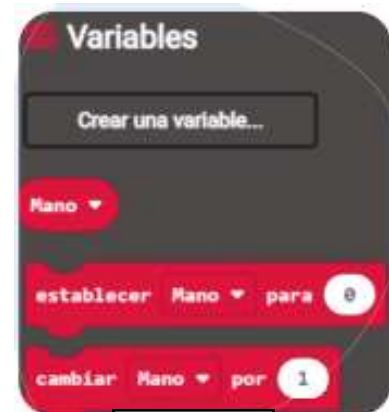 Variables
Crear una variable...
Mano
establecer Mano para 0
cambiar Mano por 1